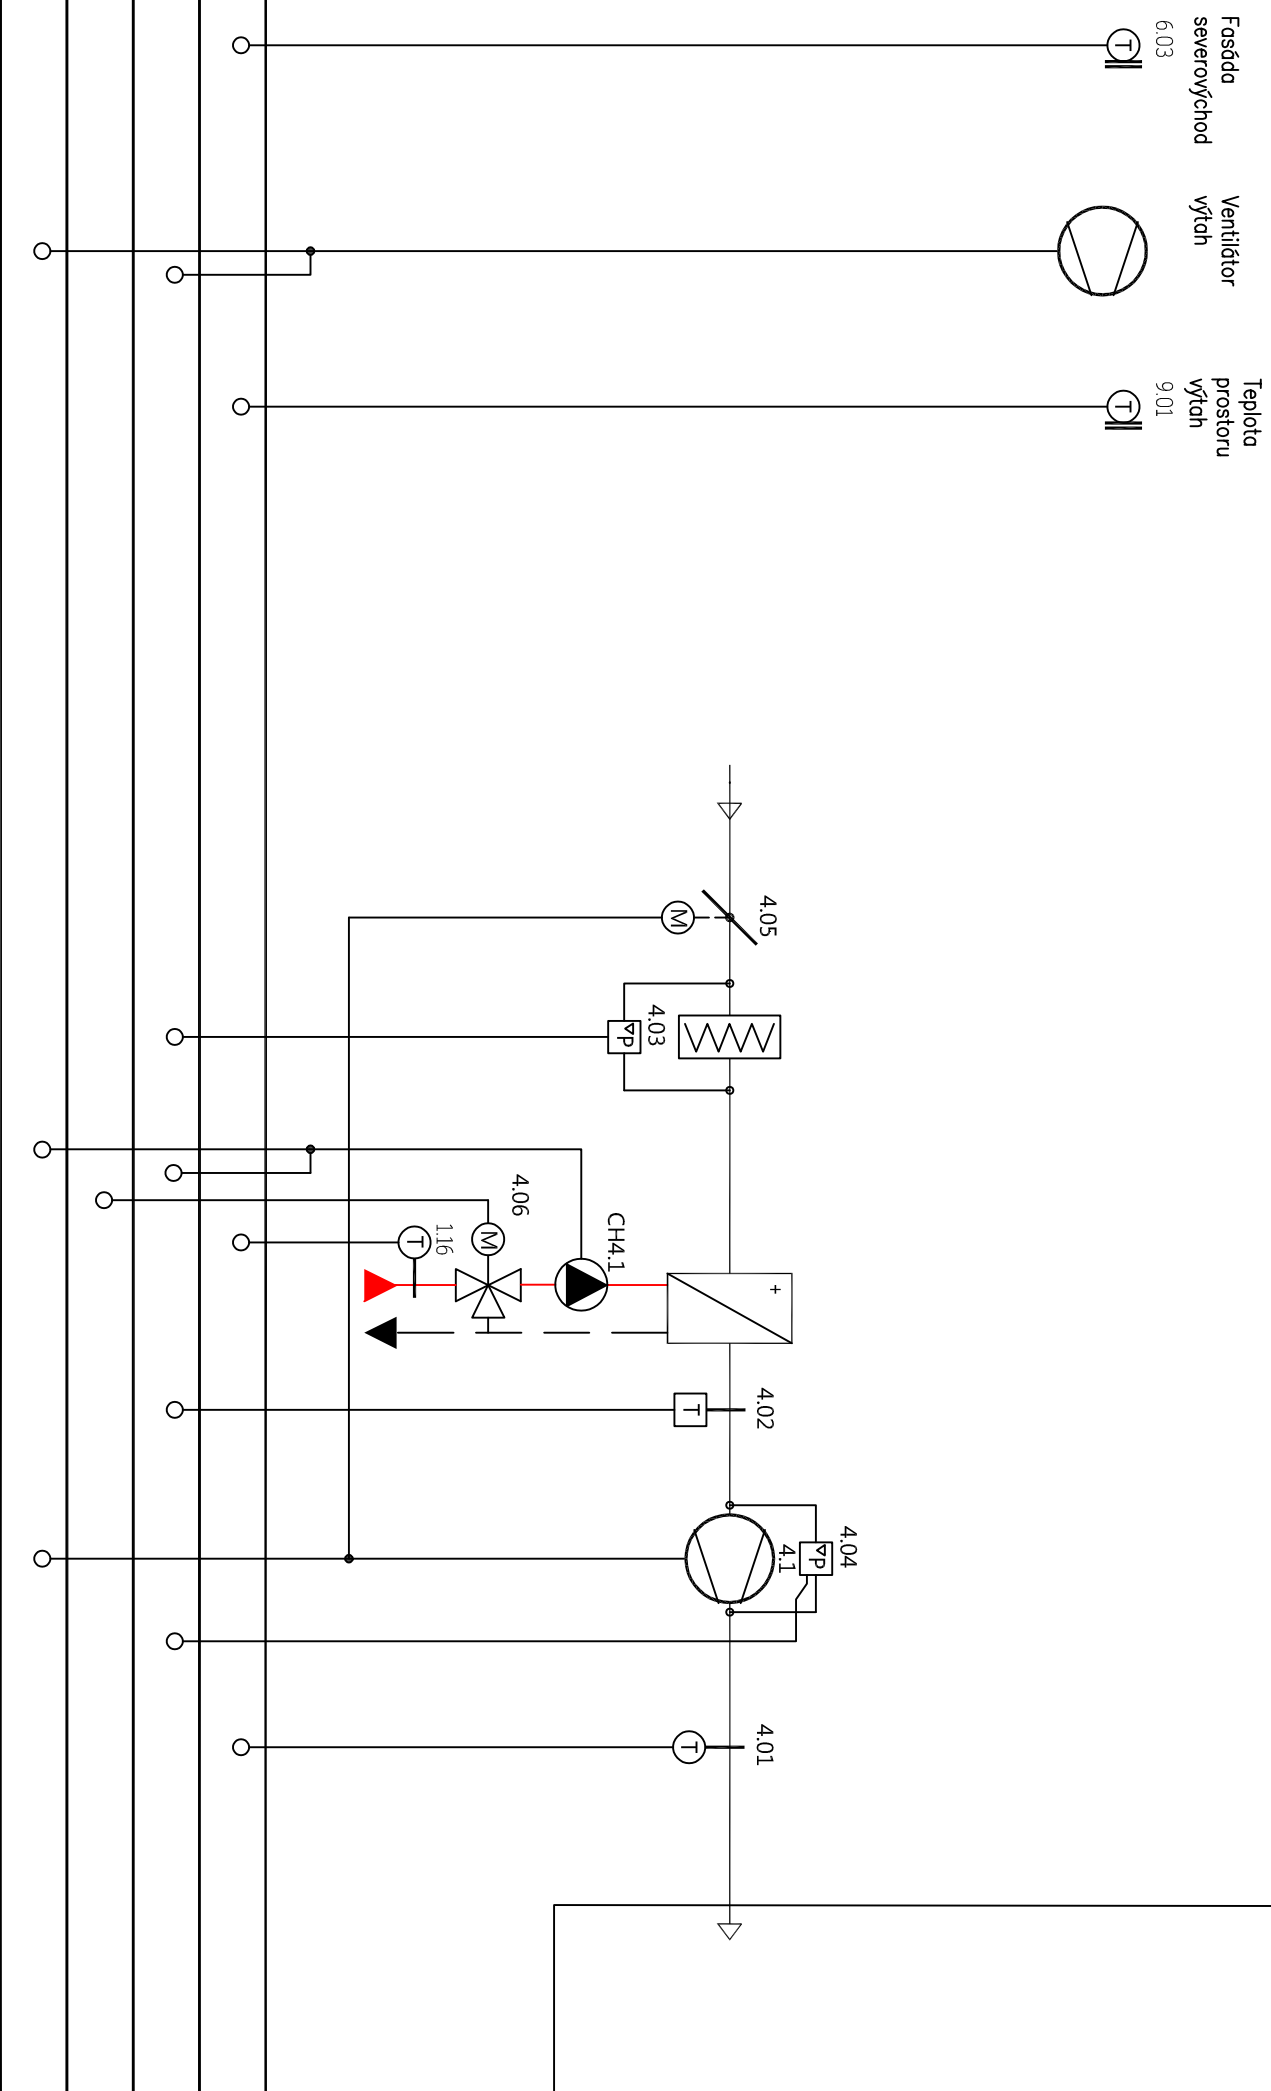 Fasáda
severovýchod
6.03
T
Ventilátor
výtah
Teplota
prostoru
výtah
9.01
T
4.05
M
4.03
P
4.06
M
1.16
T
CH4.1
+
4.02
T
4.04
P
4.1
4.01
T